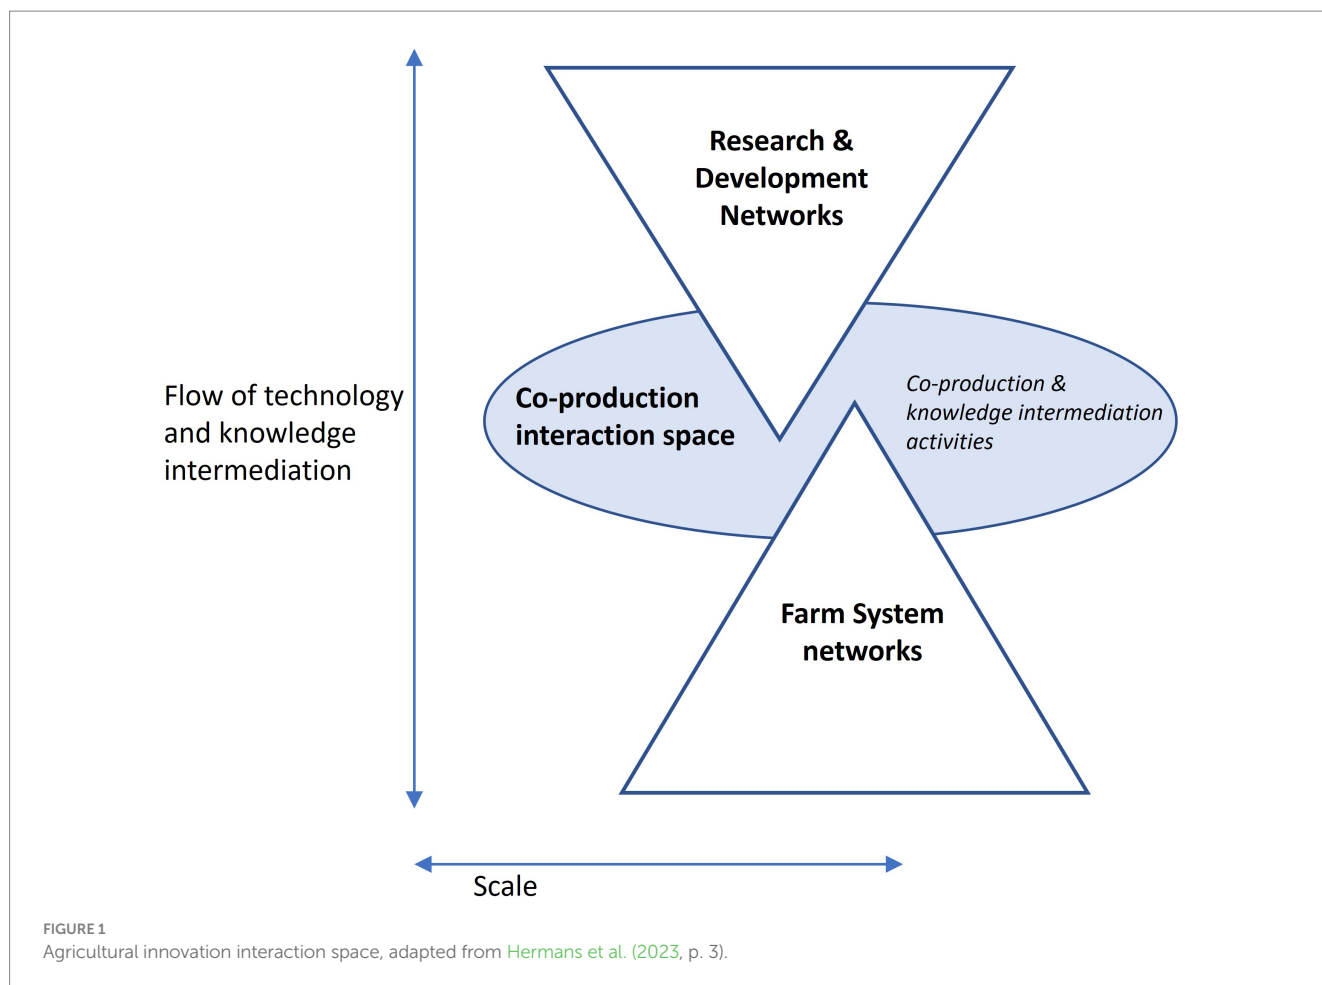 Research &
Development
Networks
Flow of technology
and knowledge
intermediation
Co-production
interaction space
Co-production &
knowledge intermediation
activities
Farm System
networks
Scale
FIGURE 1
Agricultural innovation interaction space, adapted from Hermans et al. (2023, p. 3).